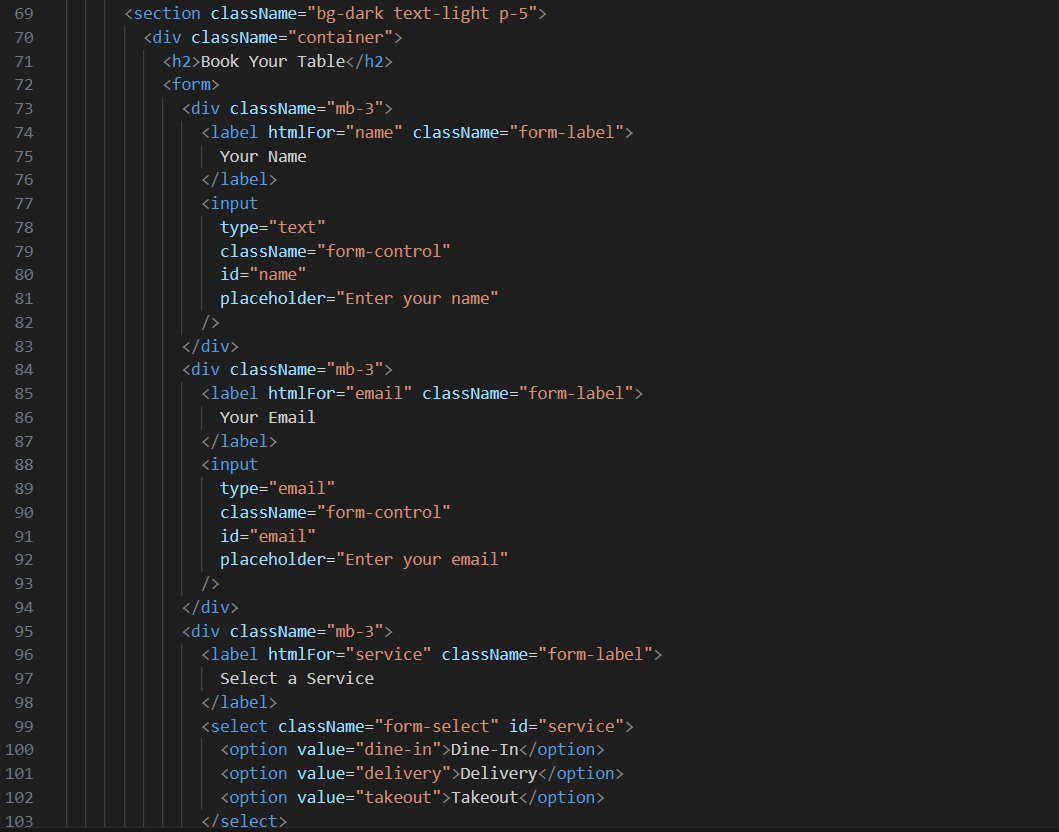 69 <section className="bg-dark text-light p-5">
70 <div className="container">
71 <h2>Book Your Table</h2>
72 <form>
73 <div className="mb-3">
74 <label htmlFor="name" className="form-label">
75 Your Name
76 </label>
77 <input
78 type="text"
79 className="form-control"
80 id="name"
81 placeholder="Enter your name"
82 />
83 </div>
84 <div className="mb-3">
85 <label htmlFor="email" className="form-label">
86 Your Email
87 </label>
88 <input
89 type="email"
90 className="form-control"
91 id="email"
92 placeholder="Enter your email"
93 />
94 </div>
95 <div className="mb-3">
96 <label htmlFor="service" className="form-label">
97 Select a Service
98 </label>
99 <select className="form-select" id="service">
100 <option value="dine-in">Dine-In</option>
101 <option value="delivery">Delivery</option>
102 <option value="takeout">Takeout</option>
103 </select>